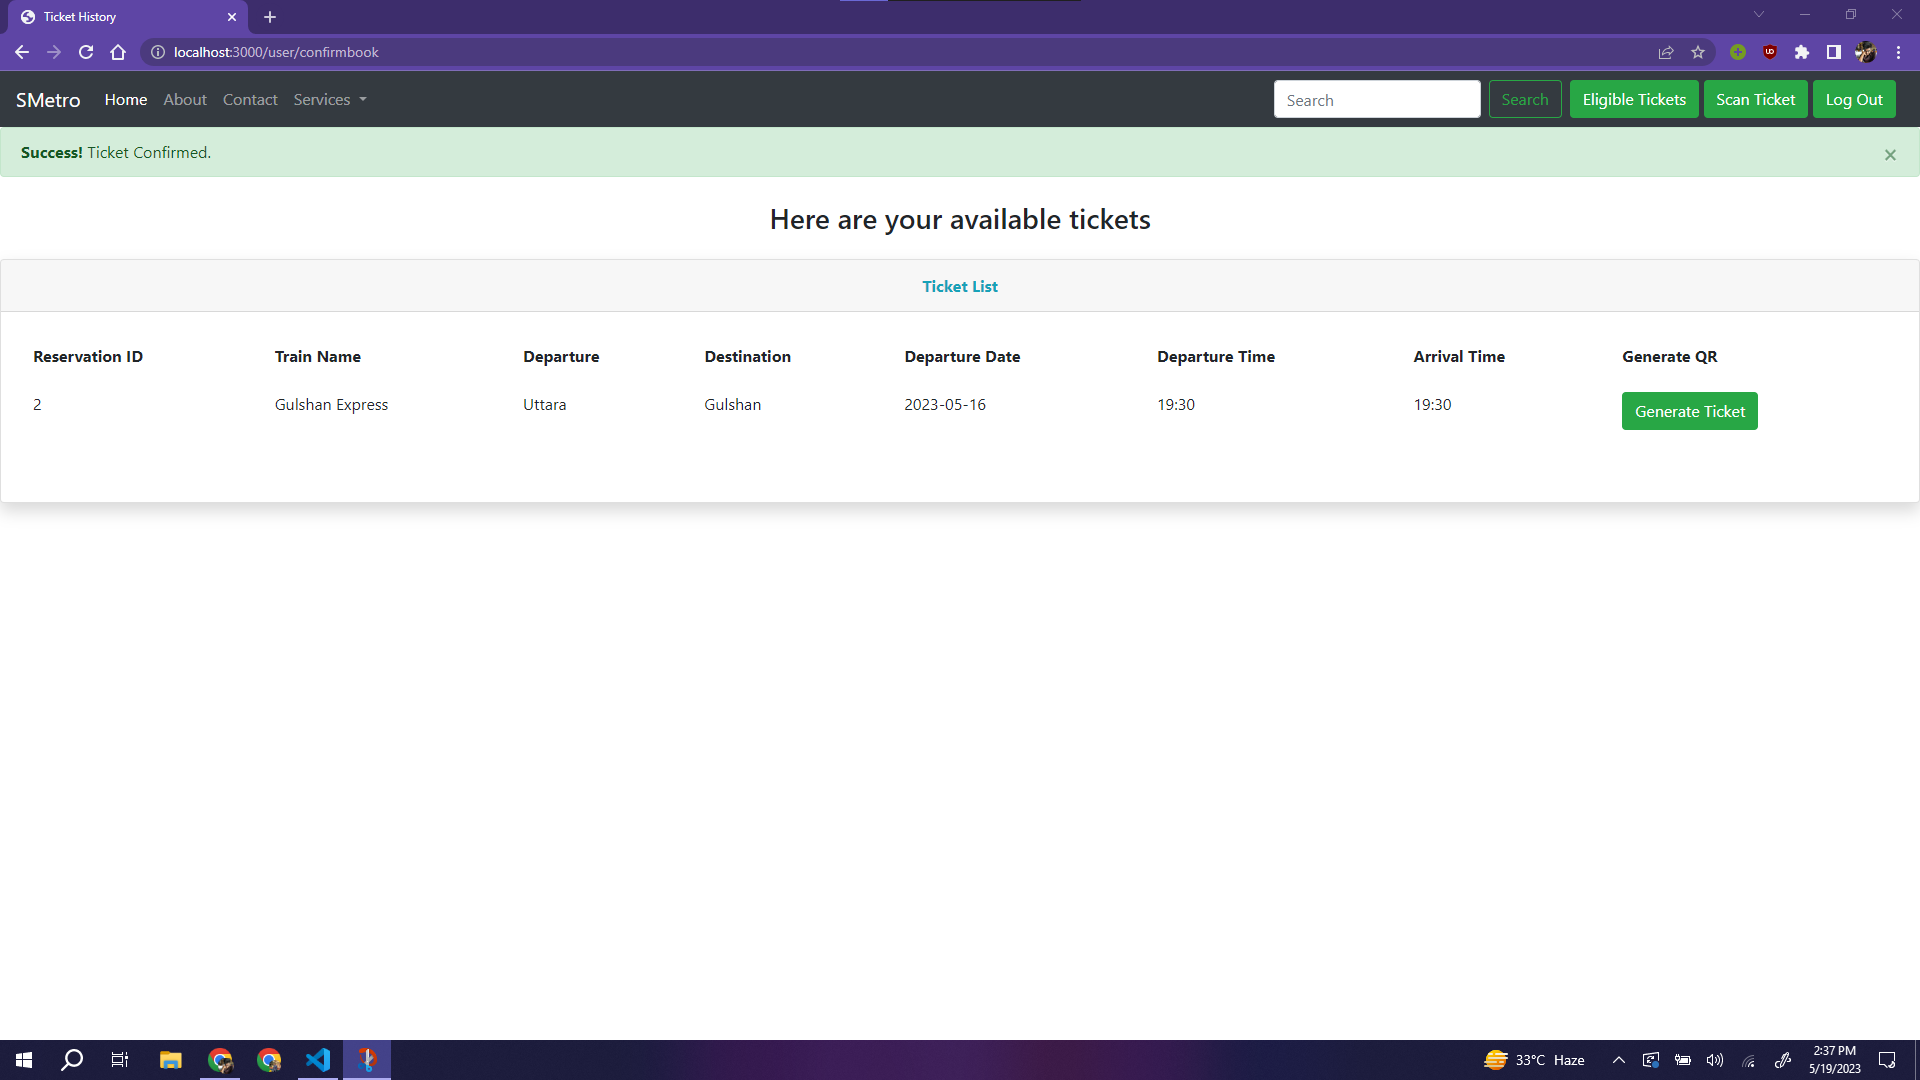 Ticket History
localhost:3000/user/confirmbook
SMetro Home About Contact Services Search Search Eligible Tickets Scan Ticket Log Out
Success! Ticket Confirmed. ×
Here are your available tickets
Ticket List
Reservation ID Train Name Departure Destination Departure Date Departure Time Arrival Time Generate QR
2 Gulshan Express Uttara Gulshan 2023-05-16 19:30 19:30 Generate Ticket
33°C Haze
2:37 PM
5/19/2023